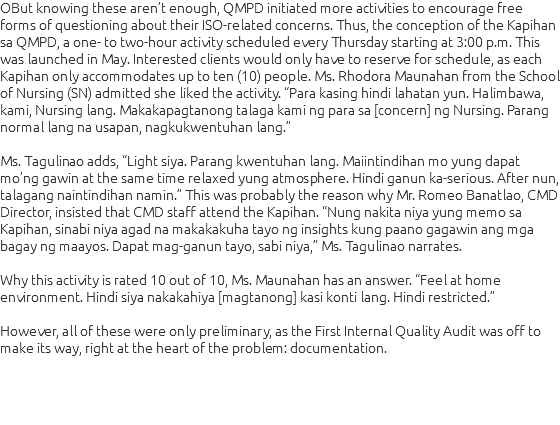 OBut knowing these aren’t enough, QMPD initiated more activities to encourage free
forms of questioning about their ISO-related concerns. Thus, the conception of the Kapihan
sa QMPD, a one- to two-hour activity scheduled every Thursday starting at 3:00 p.m. This
was launched in May. Interested clients would only have to reserve for schedule, as each
Kapihan only accommodates up to ten (10) people. Ms. Rhodora Maunahan from the School
of Nursing (SN) admitted she liked the activity. “Para kasing hindi lahatan yun. Halimbawa,
kami, Nursing lang. Makakapagtanong talaga kami ng para sa [concern] ng Nursing. Parang
normal lang na usapan, nagkukwentuhan lang.”

Ms. Tagulinao adds, “Light siya. Parang kwentuhan lang. Maiintindihan mo yung dapat
mo’ng gawin at the same time relaxed yung atmosphere. Hindi ganun ka-serious. After nun,
talagang naintindihan namin.” This was probably the reason why Mr. Romeo Banatlao, CMD
Director, insisted that CMD staff attend the Kapihan. “Nung nakita niya yung memo sa
Kapihan, sinabi niya agad na makakakuha tayo ng insights kung paano gagawin ang mga
bagay ng maayos. Dapat mag-ganun tayo, sabi niya,” Ms. Tagulinao narrates.

Why this activity is rated 10 out of 10, Ms. Maunahan has an answer. “Feel at home
environment. Hindi siya nakakahiya [magtanong] kasi konti lang. Hindi restricted.”

However, all of these were only preliminary, as the First Internal Quality Audit was off to
make its way, right at the heart of the problem: documentation.